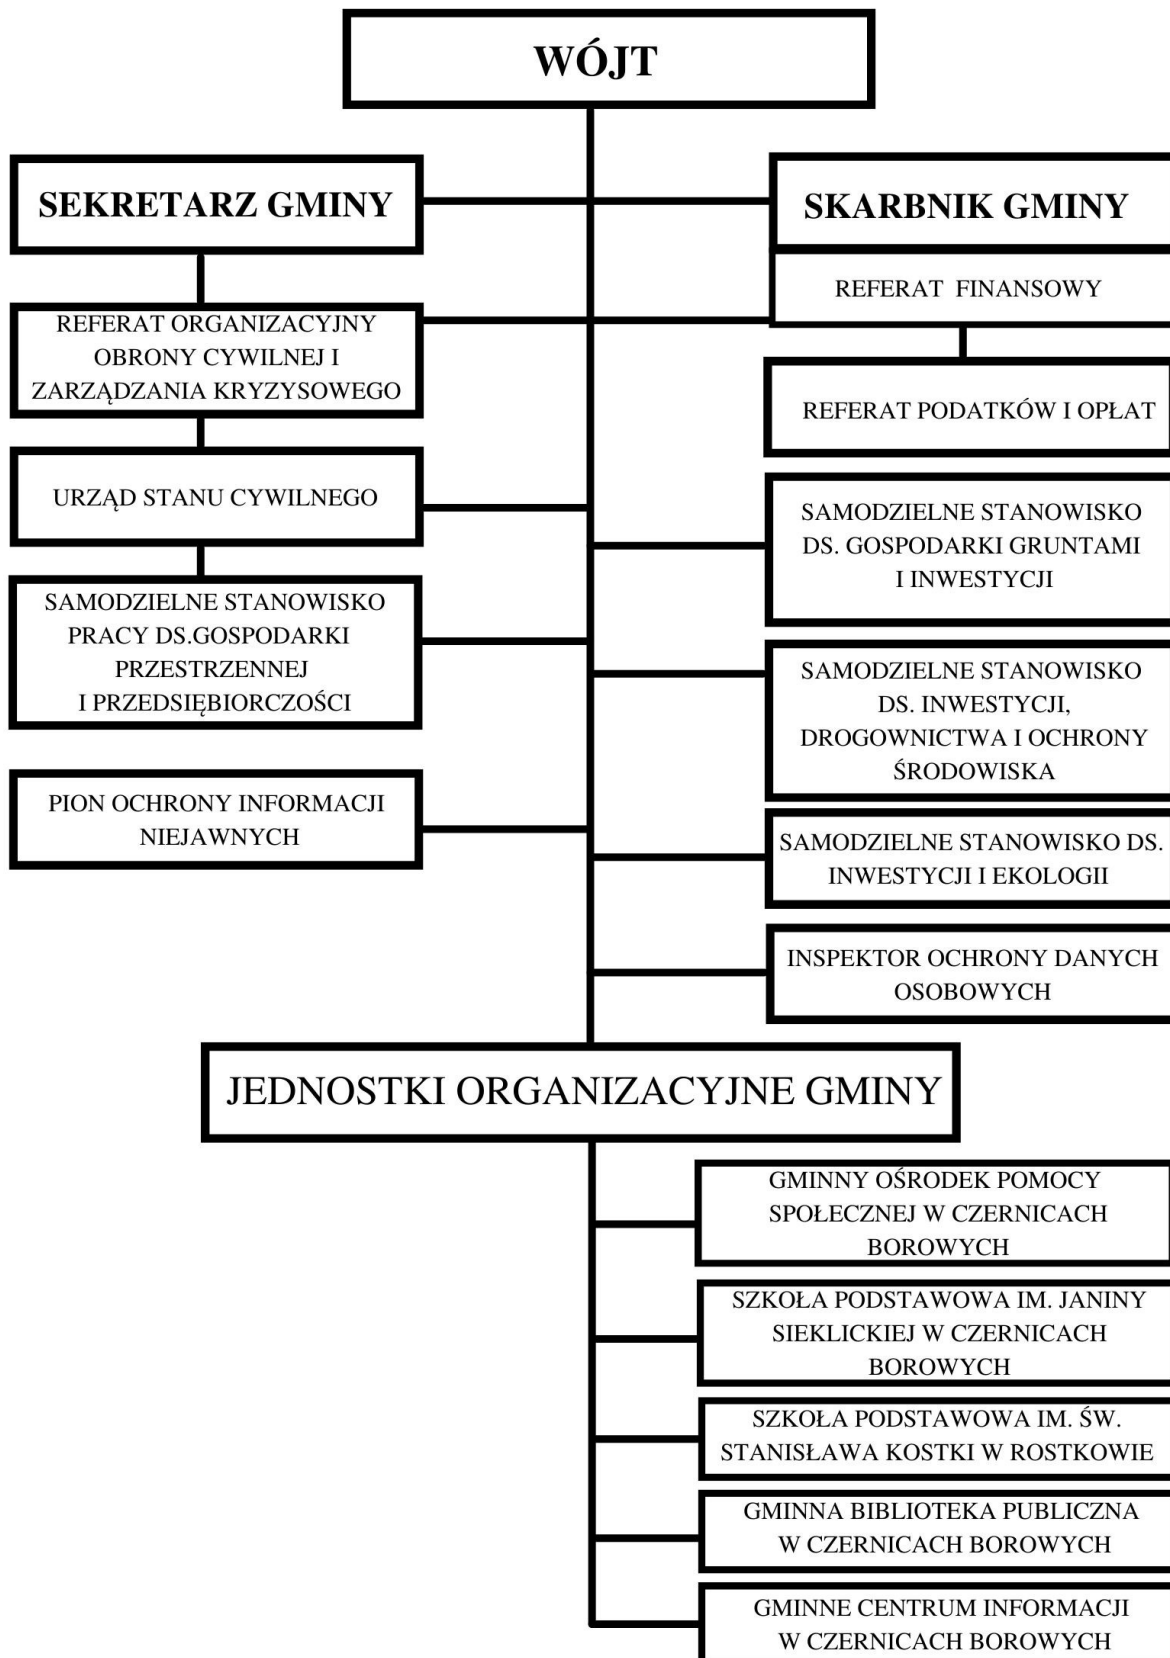 WÓJT
SEKRETARZ GMINY
SKARBNIK GMINY
REFERAT FINANSOWY
REFERAT ORGANIZACYJNY
OBRONY CYWILNEJ I
ZARZĄDZANIA KRYZYSOWEGO
REFERAT PODATKÓW I OPŁAT
URZĄD STANU CYWILNEGO
SAMODZIELNE STANOWISKO
DS. GOSPODARKI GRUNTAMI
I INWESTYCJI
SAMODZIELNE STANOWISKO
PRACY DS.GOSPODARKI
PRZESTRZENNEJ
I PRZEDSIĘBIORCZOŚCI
SAMODZIELNE STANOWISKO
DS. INWESTYCJI,
DROGOWNICTWA I OCHRONY
ŚRODOWISKA
PION OCHRONY INFORMACJI
NIEJAWNYCH
SAMODZIELNE STANOWISKO DS.
INWESTYCJI I EKOLOGII
INSPEKTOR OCHRONY DANYCH
OSOBOWYCH
JEDNOSTKI ORGANIZACYJNE GMINY
GMINNY OŚRODEK POMOCY
SPOŁECZNEJ W CZERNICACH
BOROWYCH
SZKOŁA PODSTAWOWA IM. JANINY
SIEKLICKIEJ W CZERNICACH
BOROWYCH
SZKOŁA PODSTAWOWA IM. ŚW.
STANISŁAWA KOSTKI W ROSTKOWIE
GMINNA BIBLIOTEKA PUBLICZNA
W CZERNICACH BOROWYCH
GMINNE CENTRUM INFORMACJI
W CZERNICACH BOROWYCH